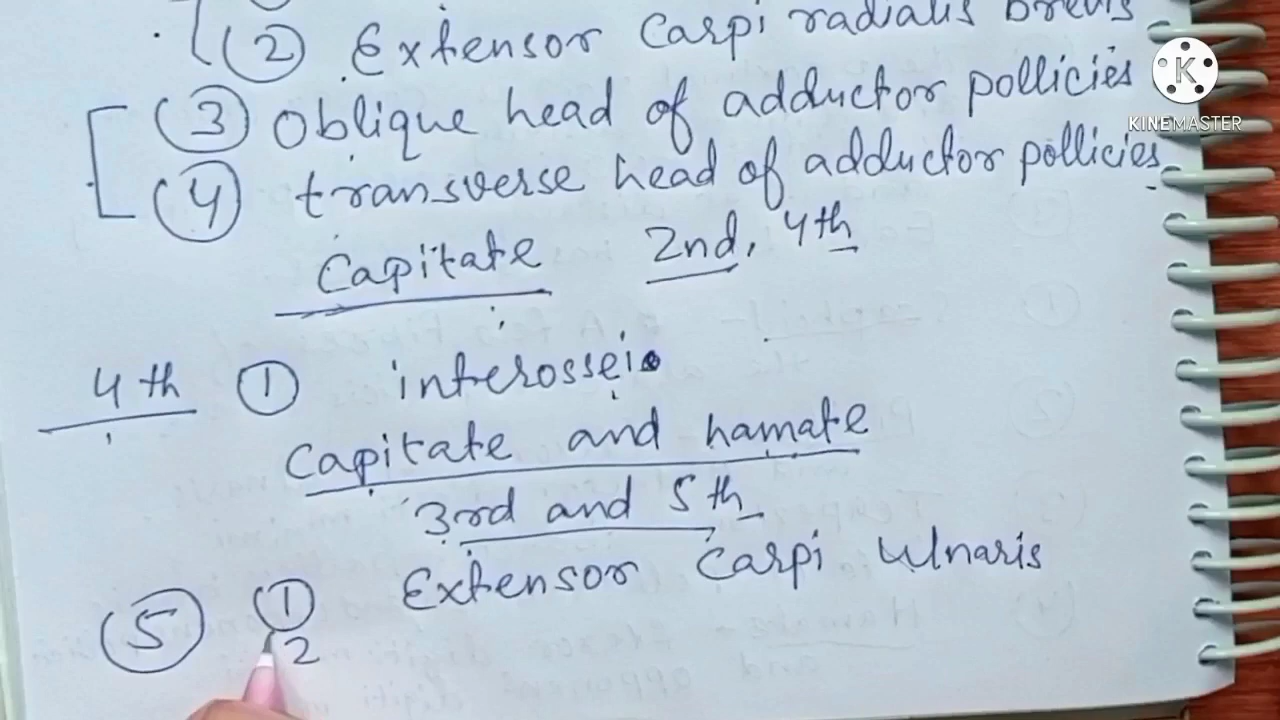 (2) Extensor Carpi radialis brevis
(3) Oblique head of adductor pollicies
(4) transverse head of adductor pollicies
Capitate 2nd, 4th
4th (1) interossei
Capitate and hamate
3rd and 5th
(5) (1) Extensor Carpi Ulnaris
2
K
KINEMASTER